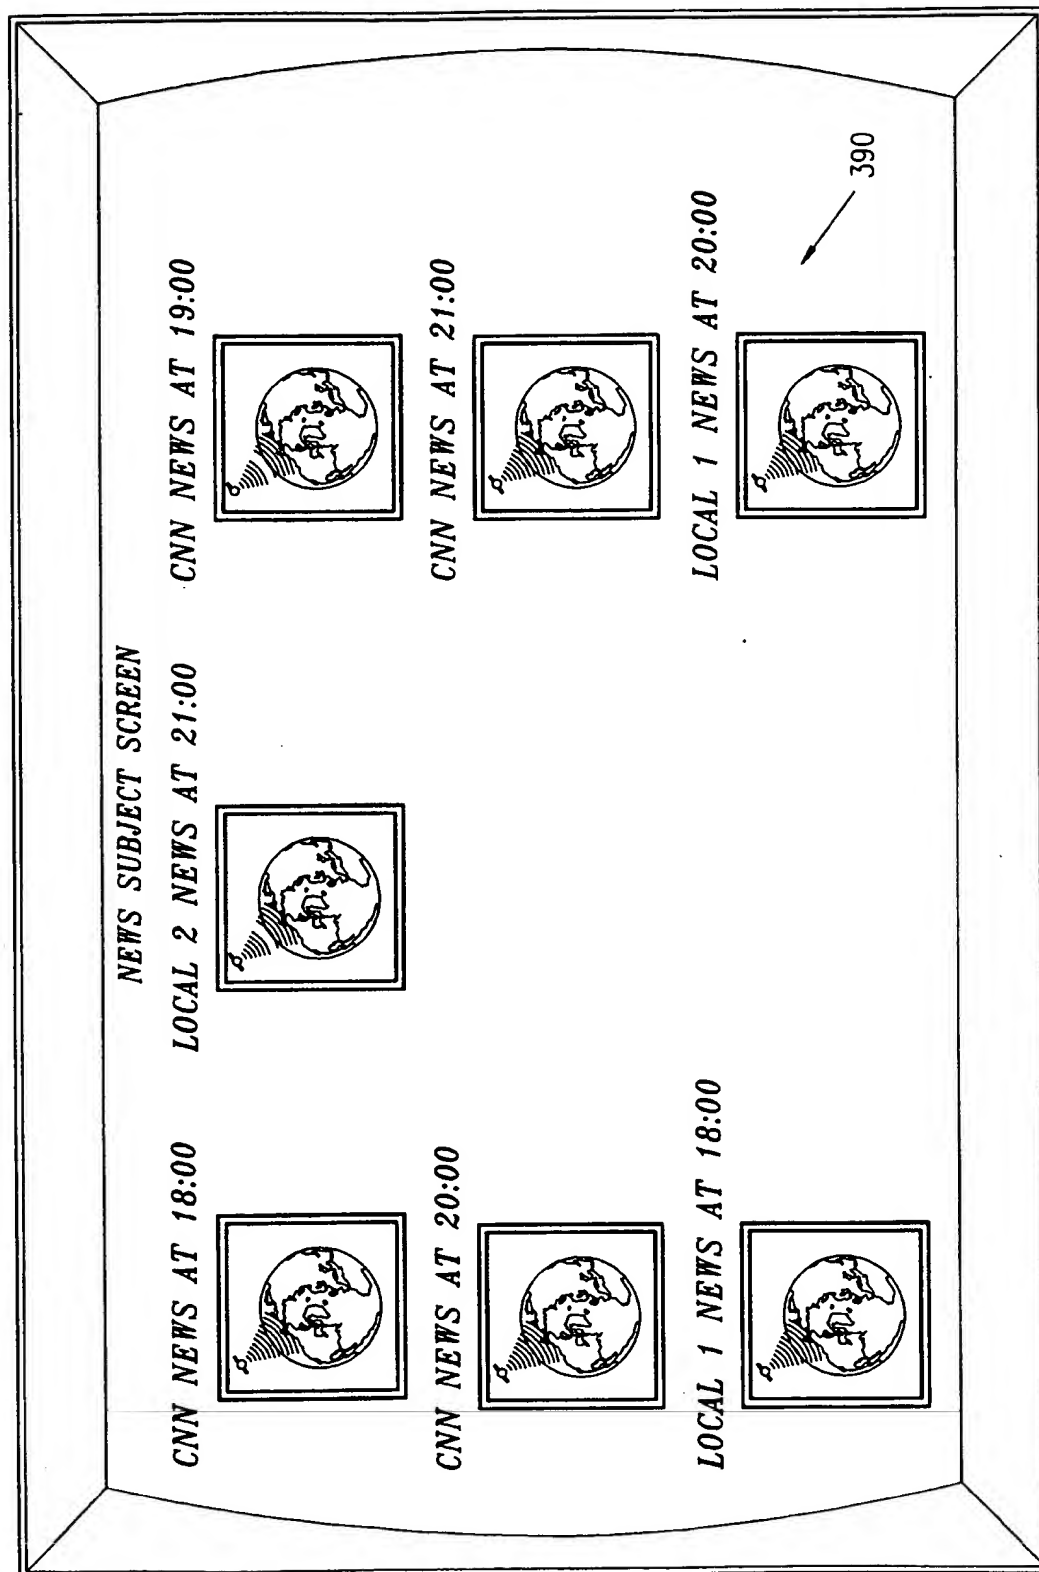 NEWS SUBJECT SCREEN
CNN NEWS AT 18:00
LOCAL 2 NEWS AT 21:00
CNN NEWS AT 19:00
CNN NEWS AT 20:00
CNN NEWS AT 21:00
LOCAL 1 NEWS AT 18:00
LOCAL 1 NEWS AT 20:00
390